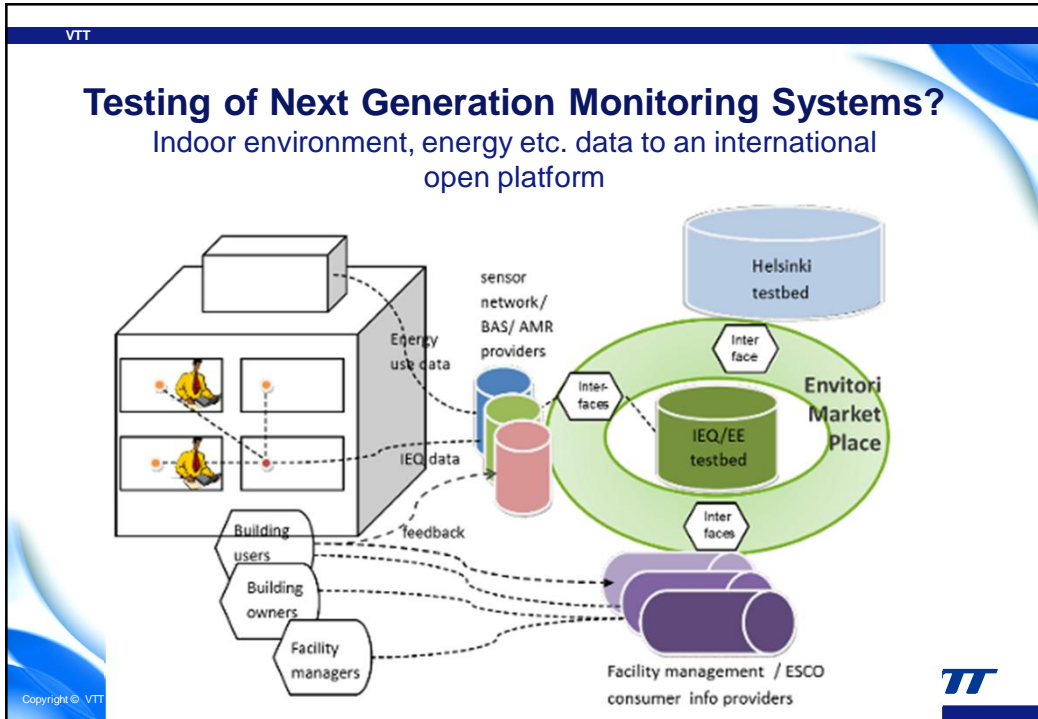 VTT
Testing of Next Generation Monitoring Systems?
Indoor environment, energy etc. data to an international
open platform
Helsinki
testbed
sensor
network/
BAS/ AMR
providers
Energy
use data
Inter
face
Envitori
Market
Place
Inter-
faces
IEQ/EE
testbed
IEQ data
Inter
faces
feedback
Building
users
Building
owners
Facility
managers
Facility management / ESCO
consumer info providers
Copyright © VTT
TT